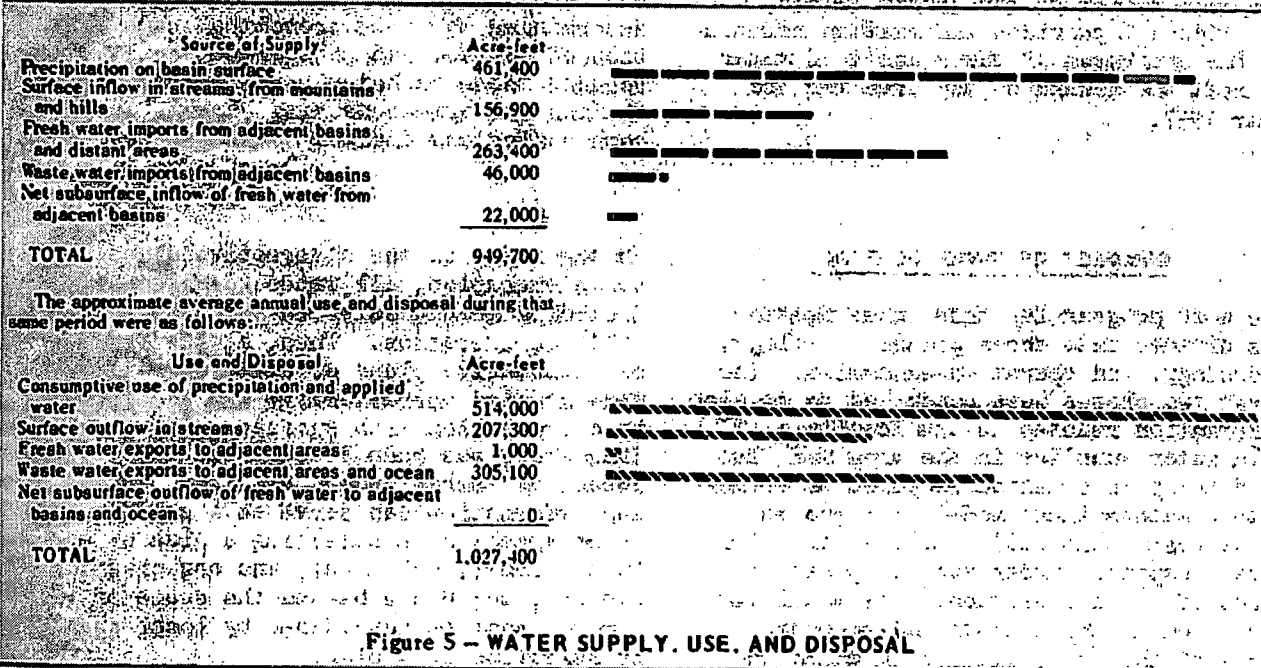 Source of Supply Acre-feet
Precipitation on basin surface 461,400
Surface inflow in streams from mountains
and hills 156,900
Fresh water imports from adjacent basins
and distant areas 263,400
Waste water imports from adjacent basins 46,000
Net subsurface inflow of fresh water from
adjacent basins 22,000
TOTAL 949,700
The approximate average annual use and disposal during that
same period were as follows:
Use and Disposal Acre-feet
Consumptive use of precipitation and applied
water 514,000
Surface outflow in streams 207,300
Fresh water exports to adjacent areas 1,000
Waste water exports to adjacent areas and ocean 305,100
Net subsurface outflow of fresh water to adjacent
basins and ocean 0
TOTAL 1,027,400
Figure 5 – WATER SUPPLY, USE, AND DISPOSAL